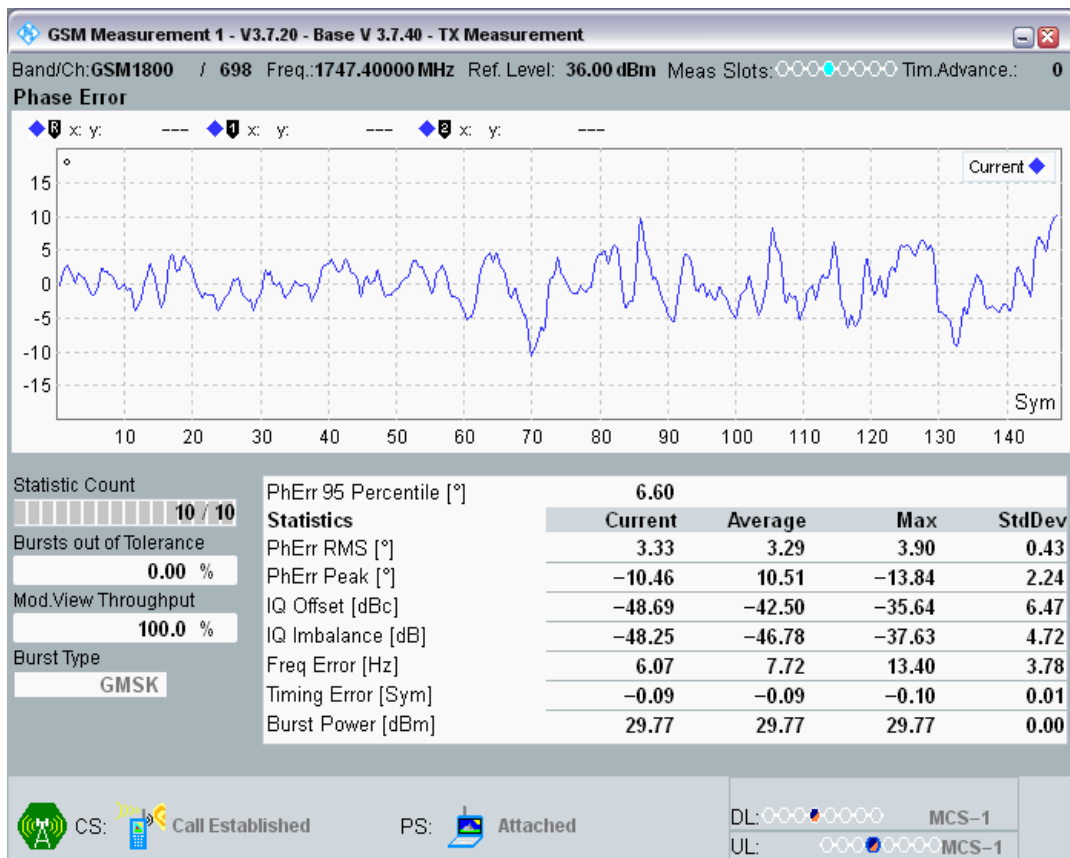 GSM Measurement 1 - V3.7.20 - Base V 3.7.40 - TX Measurement
Band/Ch:GSM1800 / 698 Freq.:1747.40000 MHz Ref. Level: 36.00 dBm Meas Slots: Tim.Advance.: 0
Phase Error
R x: y: --- 1 x: y: --- 2 x: y: ---
° Current
15
10
5
0
-5
-10
-15
Sym
10 20 30 40 50 60 70 80 90 100 110 120 130 140
Statistic Count
10 / 10
Bursts out of Tolerance
0.00 %
Mod.View Throughput
100.0 %
Burst Type
GMSK
PhErr 95 Percentile [°] 6.60
Statistics Current Average Max StdDev
PhErr RMS [°] 3.33 3.29 3.90 0.43
PhErr Peak [°] −10.46 10.51 −13.84 2.24
IQ Offset [dBc] −48.69 −42.50 −35.64 6.47
IQ Imbalance [dB] −48.25 −46.78 −37.63 4.72
Freq Error [Hz] 6.07 7.72 13.40 3.78
Timing Error [Sym] −0.09 −0.09 −0.10 0.01
Burst Power [dBm] 29.77 29.77 29.77 0.00
CS: Call Established PS: Attached
DL: MCS−1
UL: MCS−1